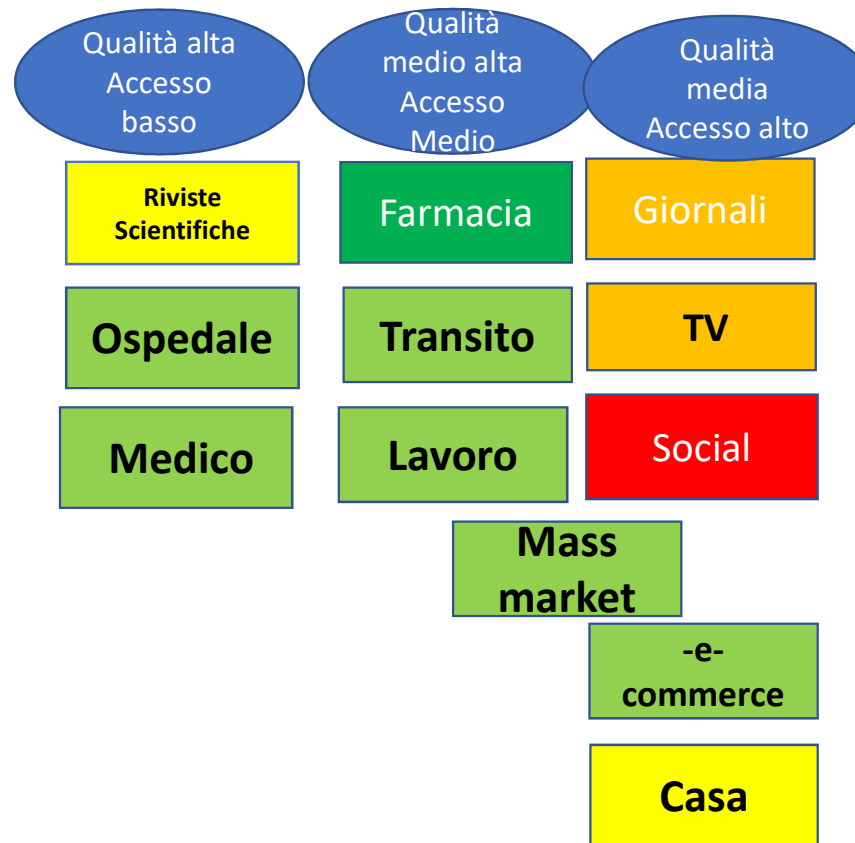 Qualità alta
Accesso
basso
Qualità
medio alta
Accesso
Medio
Qualità
media
Accesso alto
Riviste
Scientifiche
Farmacia
Giornali
Ospedale
Transito
TV
Medico
Lavoro
Social
Mass
market
-e-
commerce
Casa